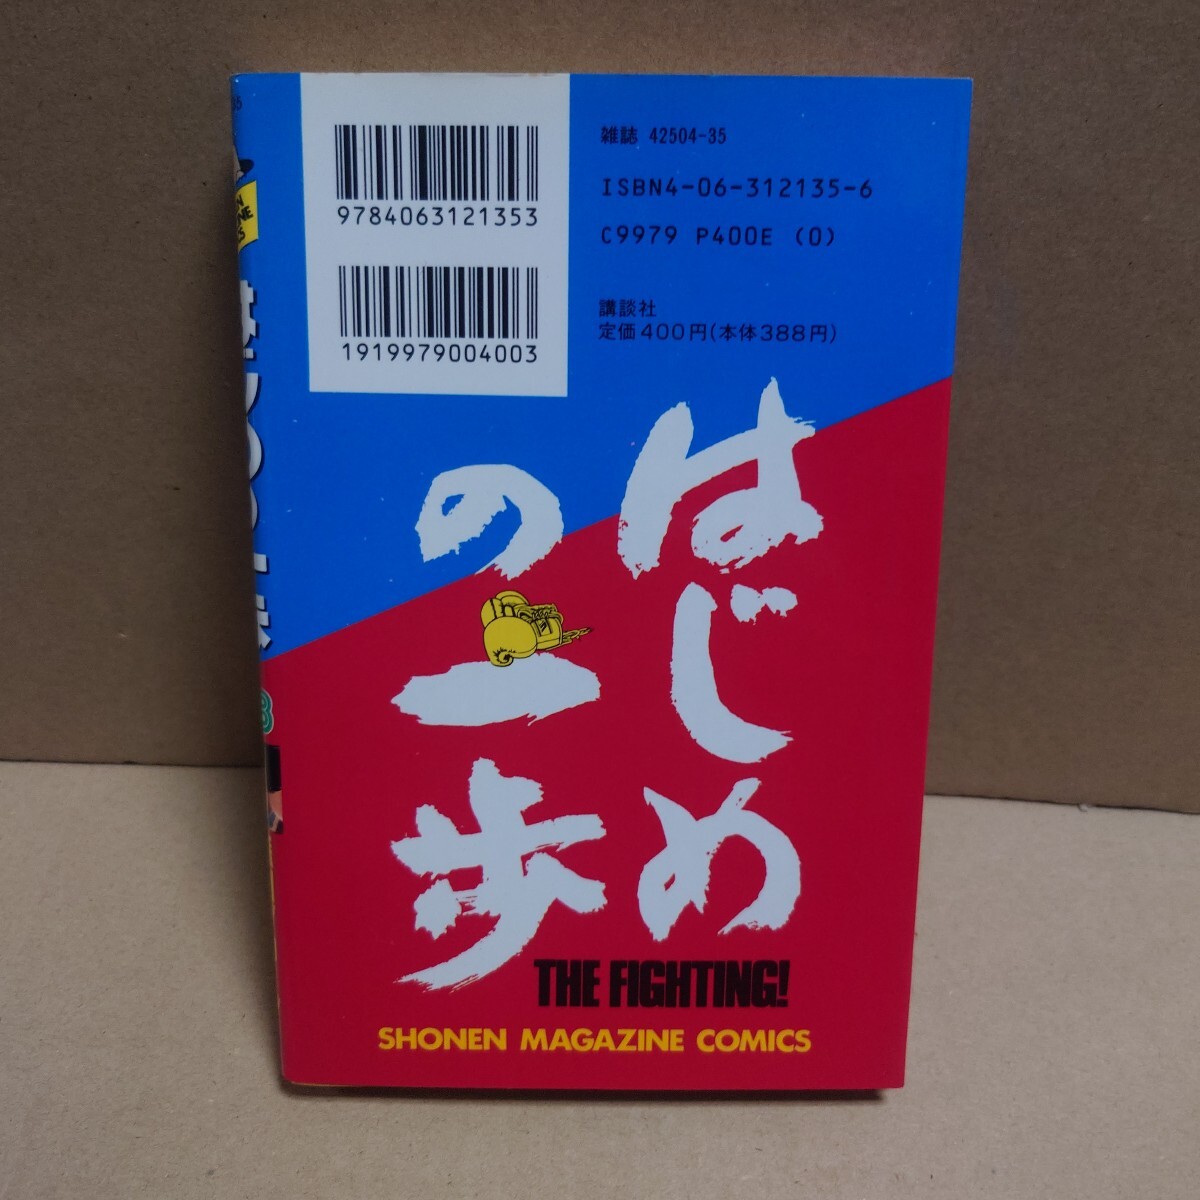 9784063121353
1919979004003
雑誌 42504-35
ISBN4-06-312135-6
C9979 P400E (0)
講談社
定価400円(本体388円)
はじめ
の一歩
THE FIGHTING!
SHONEN MAGAZINE COMICS